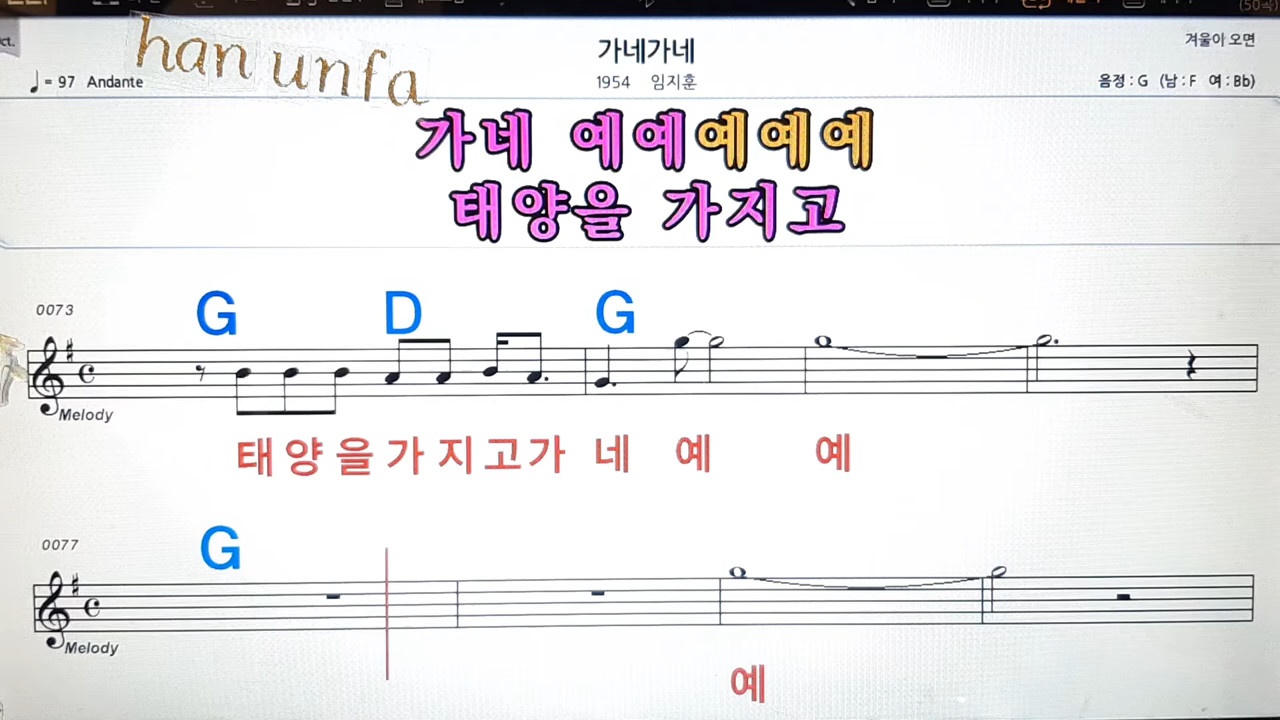 ct.
han unfa
가네가네
겨울아 오면
♩= 97 Andante
1954 임지훈
음정 : G (남 : F 여 : Bb)
가네 예예예예예
태양을 가지고
0073
G D G
Melody
태 양 을 가 지 고 가 네 예 예
0077
G
Melody
예